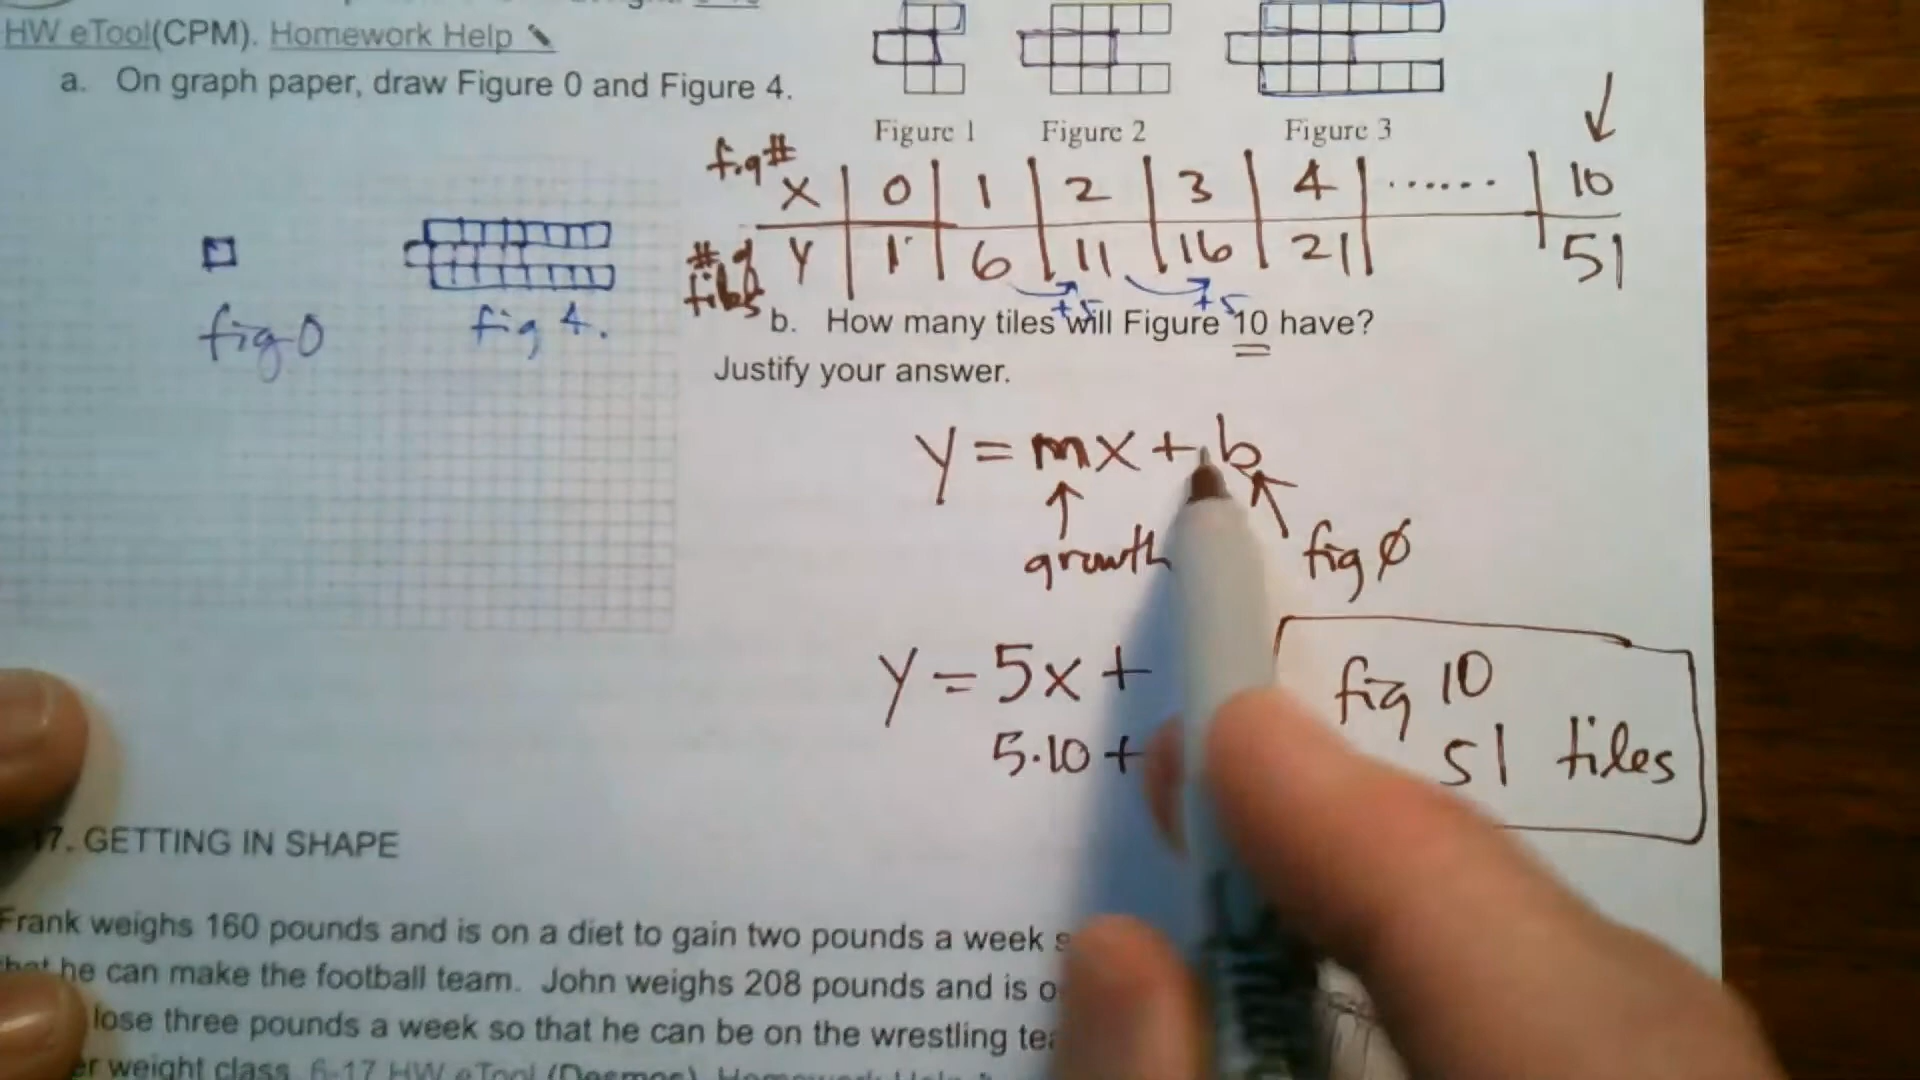 HW eTool(CPM). Homework Help
a. On graph paper, draw Figure 0 and Figure 4.
Figure 1 Figure 2 Figure 3
fig#
X 0 1 2 3 4 ...... 10
# of tiles Y 1 6 11 16 21 51
+5 +5
fig 0 fig 4.
b. How many tiles will Figure 10 have?
Justify your answer.
y = mx + b
growth fig 0
y = 5x +
5·10 +
fig 10
51 tiles
17. GETTING IN SHAPE
Frank weighs 160 pounds and is on a diet to gain two pounds a week
he can make the football team. John weighs 208 pounds and is
lose three pounds a week so that he can be on the wrestling
weight class. 6-17 HW eTool (Desmos). Homework Help